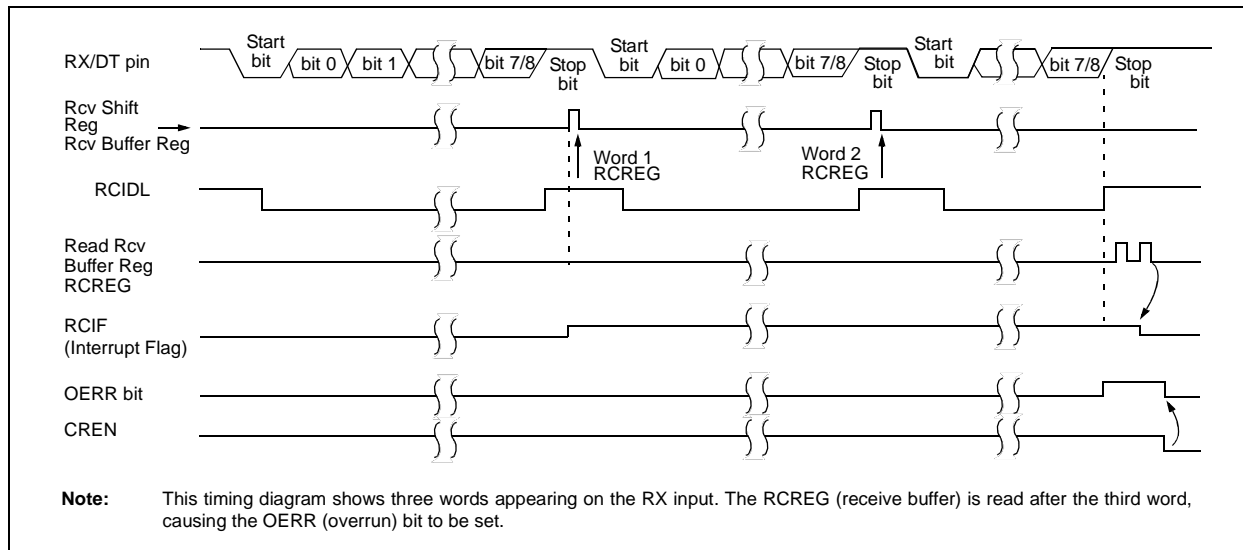 Start
bit
bit 0
bit 1
bit 7/8
Stop
bit
Start
bit
bit 0
bit 7/8
Stop
bit
Start
bit
bit 7/8
Stop
bit
RX/DT pin
Rcv Shift
Reg
Rcv Buffer Reg
Word 1
RCREG
Word 2
RCREG
RCIDL
Read Rcv
Buffer Reg
RCREG
RCIF
(Interrupt Flag)
OERR bit
CREN
Note: This timing diagram shows three words appearing on the RX input. The RCREG (receive buffer) is read after the third word,
causing the OERR (overrun) bit to be set.